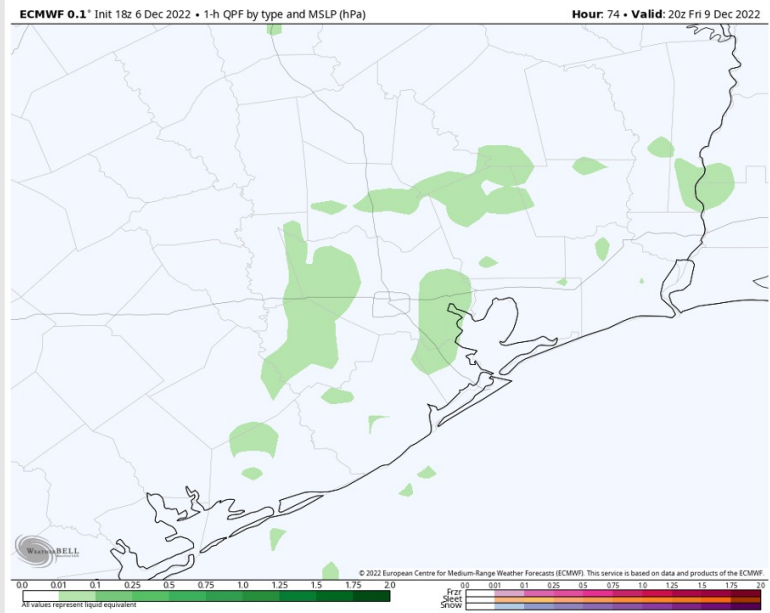 ECMWF 0.1° Init 18z 6 Dec 2022 • 1-h QPF by type and MSLP (hPa)
Hour: 74 • Valid: 20z Fri 9 Dec 2022
WEATHERBELL
© 2022 European Centre for Medium-Range Weather Forecasts (ECMWF). This service is based on data and products of the ECMWF.
0.0 0.01 0.1 0.25 0.5 0.75 1.0 1.25 1.5 1.75 2.0
All values represent liquid equivalent
0.0 0.01 0.1 0.25 0.5 0.75 1.0 1.25 1.5 1.75 2.0
Frzr
Sleet
Snow